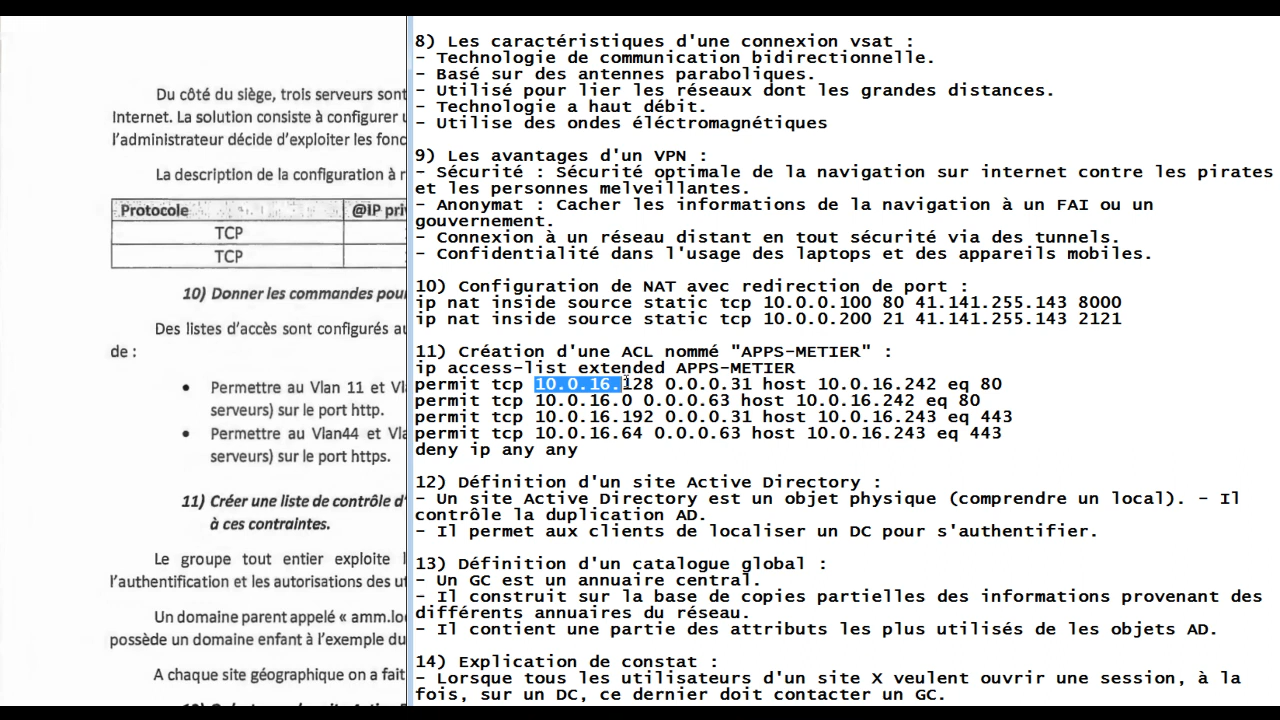 Du côté du siège, trois serveurs sont
Internet. La solution consiste à configurer
l'administrateur décide d'exploiter les fonc
La description de la configuration à
Protocole @IP pri
TCP
TCP
10) Donner les commandes pour
Des listes d'accès sont configurés au
de :
• Permettre au Vlan 11 et Vl
serveurs) sur le port http.
• Permettre au Vlan44 et Vla
serveurs) sur le port https.
11) Créer une liste de contrôle d'
à ces contraintes.
Le groupe tout entier exploite
l'authentification et les autorisations des ut
Un domaine parent appelé « amm.loc
possède un domaine enfant à l'exemple du
A chaque site géographique on a fait
8) Les caractéristiques d'une connexion vsat :
- Technologie de communication bidirectionnelle.
- Basé sur des antennes paraboliques.
- Utilisé pour lier les réseaux dont les grandes distances.
- Technologie a haut débit.
- Utilise des ondes éléctromagnétiques
9) Les avantages d'un VPN :
- Sécurité : Sécurité optimale de la navigation sur internet contre les pirates
et les personnes melveillantes.
- Anonymat : Cacher les informations de la navigation à un FAI ou un
gouvernement.
- Connexion à un réseau distant en tout sécurité via des tunnels.
- Confidentialité dans l'usage des laptops et des appareils mobiles.
10) Configuration de NAT avec redirection de port :
ip nat inside source static tcp 10.0.0.100 80 41.141.255.143 8000
ip nat inside source static tcp 10.0.0.200 21 41.141.255.143 2121
11) Création d'une ACL nommé "APPS-METIER" :
ip access-list extended APPS-METIER
permit tcp 10.0.16.128 0.0.0.31 host 10.0.16.242 eq 80
permit tcp 10.0.16.0 0.0.0.63 host 10.0.16.242 eq 80
permit tcp 10.0.16.192 0.0.0.31 host 10.0.16.243 eq 443
permit tcp 10.0.16.64 0.0.0.63 host 10.0.16.243 eq 443
deny ip any any
12) Définition d'un site Active Directory :
- Un site Active Directory est un objet physique (comprendre un local). - Il
contrôle la duplication AD.
- Il permet aux clients de localiser un DC pour s'authentifier.
13) Définition d'un catalogue global :
- Un GC est un annuaire central.
- Il construit sur la base de copies partielles des informations provenant des
différents annuaires du réseau.
- Il contient une partie des attributs les plus utilisés de les objets AD.
14) Explication de constat :
- Lorsque tous les utilisateurs d'un site X veulent ouvrir une session, à la
fois, sur un DC, ce dernier doit contacter un GC.